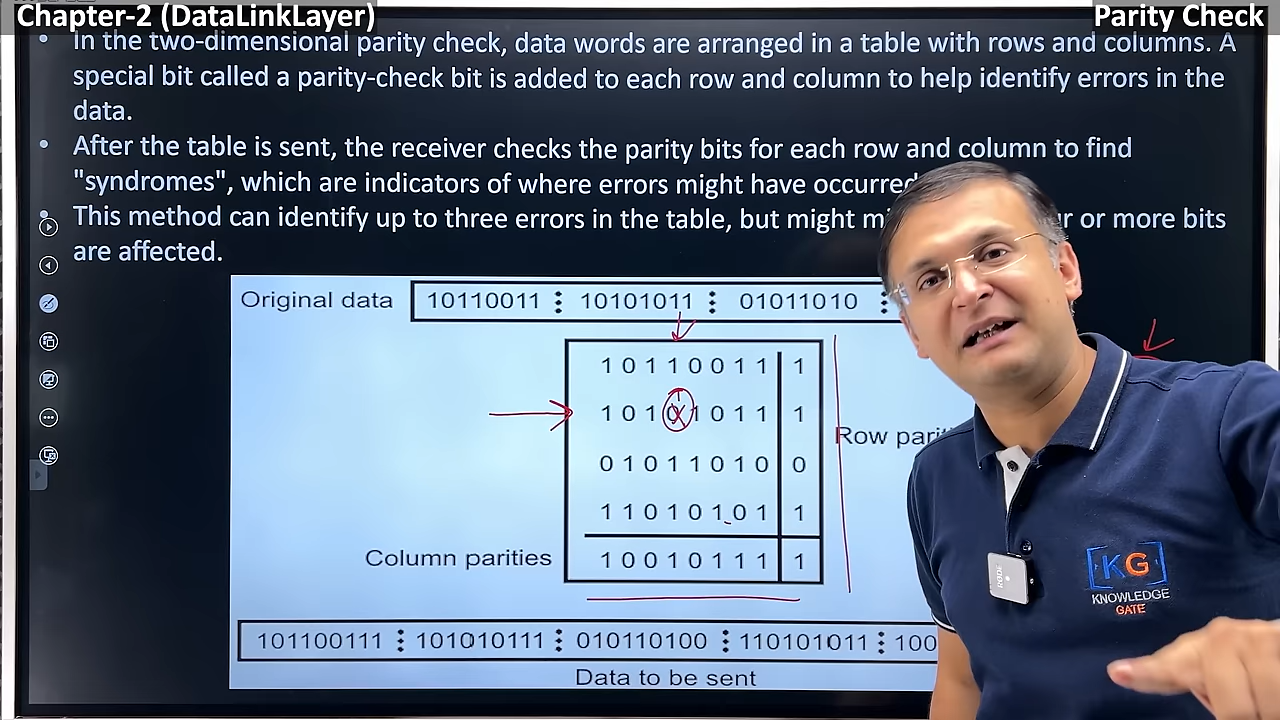 Chapter-2 (DataLinkLayer)
Parity Check
• In the two-dimensional parity check, data words are arranged in a table with rows and columns. A
special bit called a parity-check bit is added to each row and column to help identify errors in the
data.
• After the table is sent, the receiver checks the parity bits for each row and column to find
"syndromes", which are indicators of where errors might have occurred
• This method can identify up to three errors in the table, but might or more bits
are affected.
Original data 10110011 ⋮ 10101011 ⋮ 01011010 ⋮
1 0 1 1 0 0 1 1 1
1 0 1 0 1 0 1 1 1
0 1 0 1 1 0 1 0 0
Row
1 1 0 1 0 1 0 1 1
Column parities 1 0 0 1 0 1 1 1 1
101100111 ⋮ 101010111 ⋮ 010110100 ⋮ 110101011 ⋮ 100
Data to be sent
KG
KNOWLEDGE
GATE
RODE